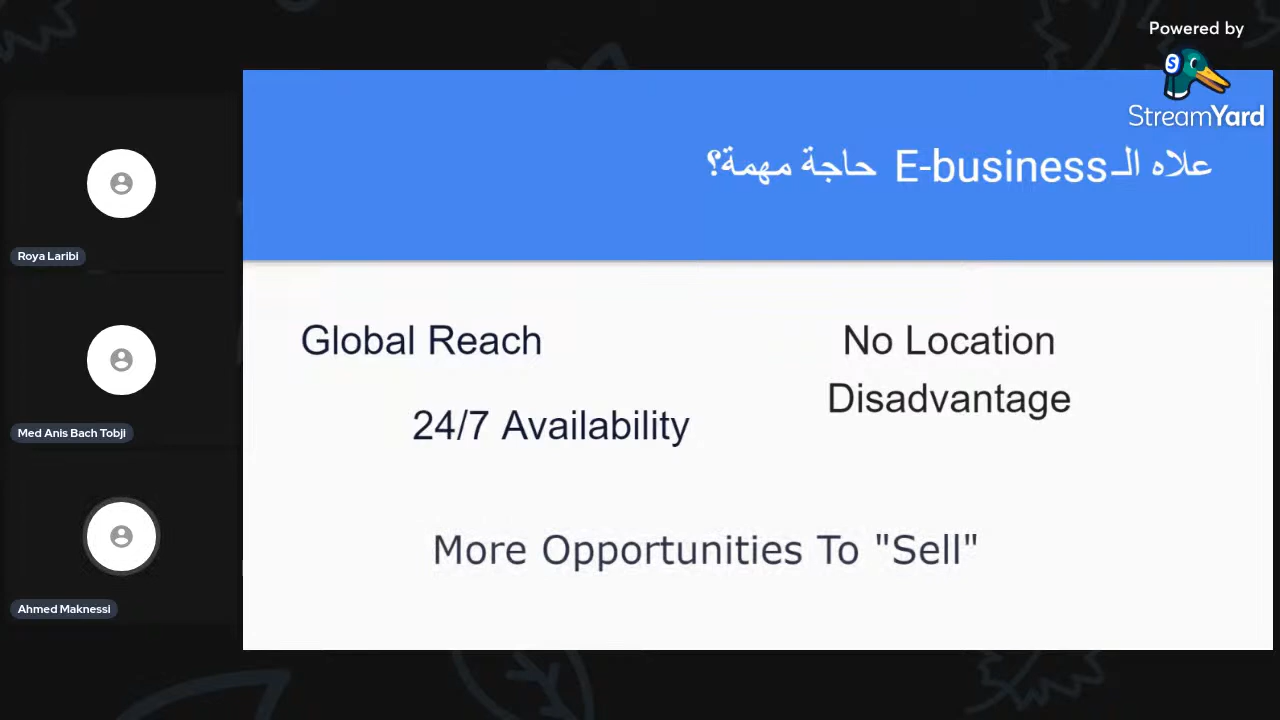 Powered by
StreamYard
علاه الـE-business حاجة مهمة؟
Global Reach
No Location
Disadvantage
24/7 Availability
More Opportunities To "Sell"
Roya Laribi
Med Anis Bach Tobji
Ahmed Maknessi